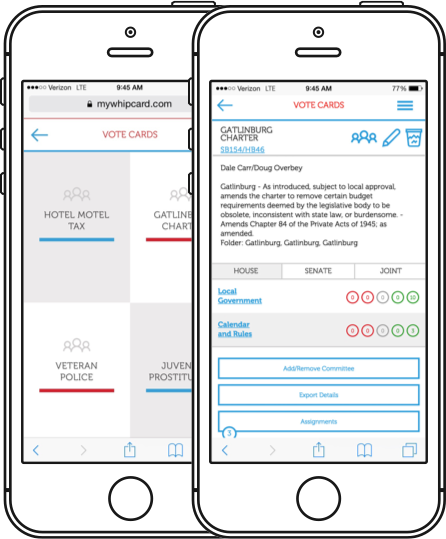 Verizon LTE
9:45 AM
mywhipcard.com
VOTE CARDS
HOTEL MOTEL
TAX
GATLINB
CHART
VETERAN
POLICE
JUVEN
PROSTITU
Verizon LTE
9:45 AM
77%
VOTE CARDS
GATLINBURG
CHARTER
SB154/HB46
Dale Carr/Doug Overbey
Gatlinburg - As introduced, subject to local approval,
amends the charter to remove certain budget
requirements deemed by the legislative body to be
obsolete, inconsistent with state law, or burdensome. -
Amends Chapter 84 of the Private Acts of 1945; as
amended.
Folder: Gatlinburg, Gatlinburg, Gatlinburg
HOUSE SENATE JOINT
Local
Government
0 0 0 0 10
Calendar
and Rules
0 0 0 0 3
Add/Remove Committee
Export Details
Assignments
3